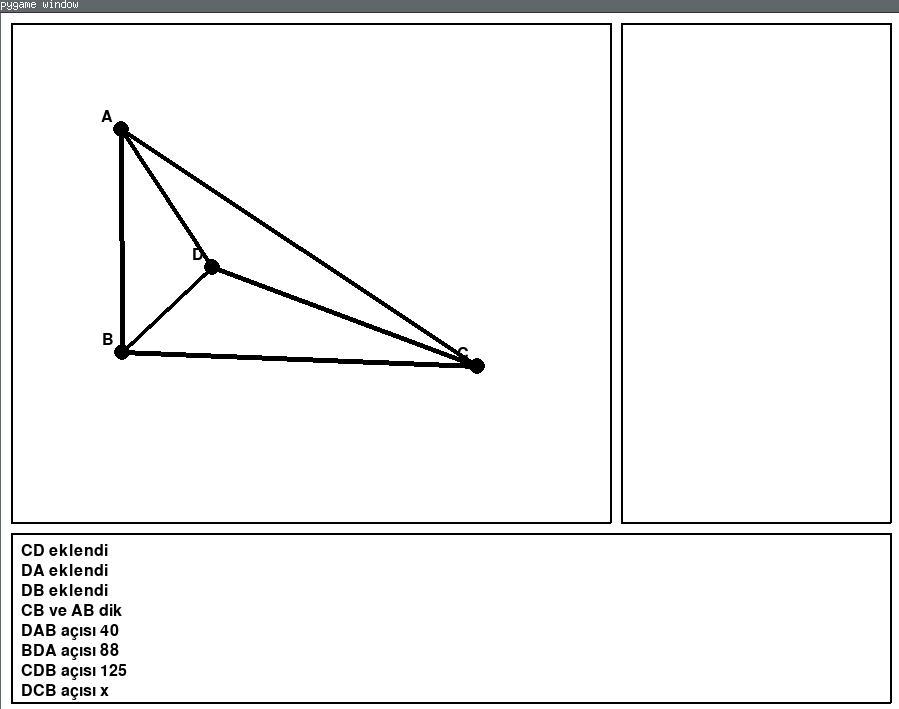 pygame window
A
D
B
C
CD eklendi
DA eklendi
DB eklendi
CB ve AB dik
DAB açısı 40
BDA açısı 88
CDB açısı 125
DCB açısı x